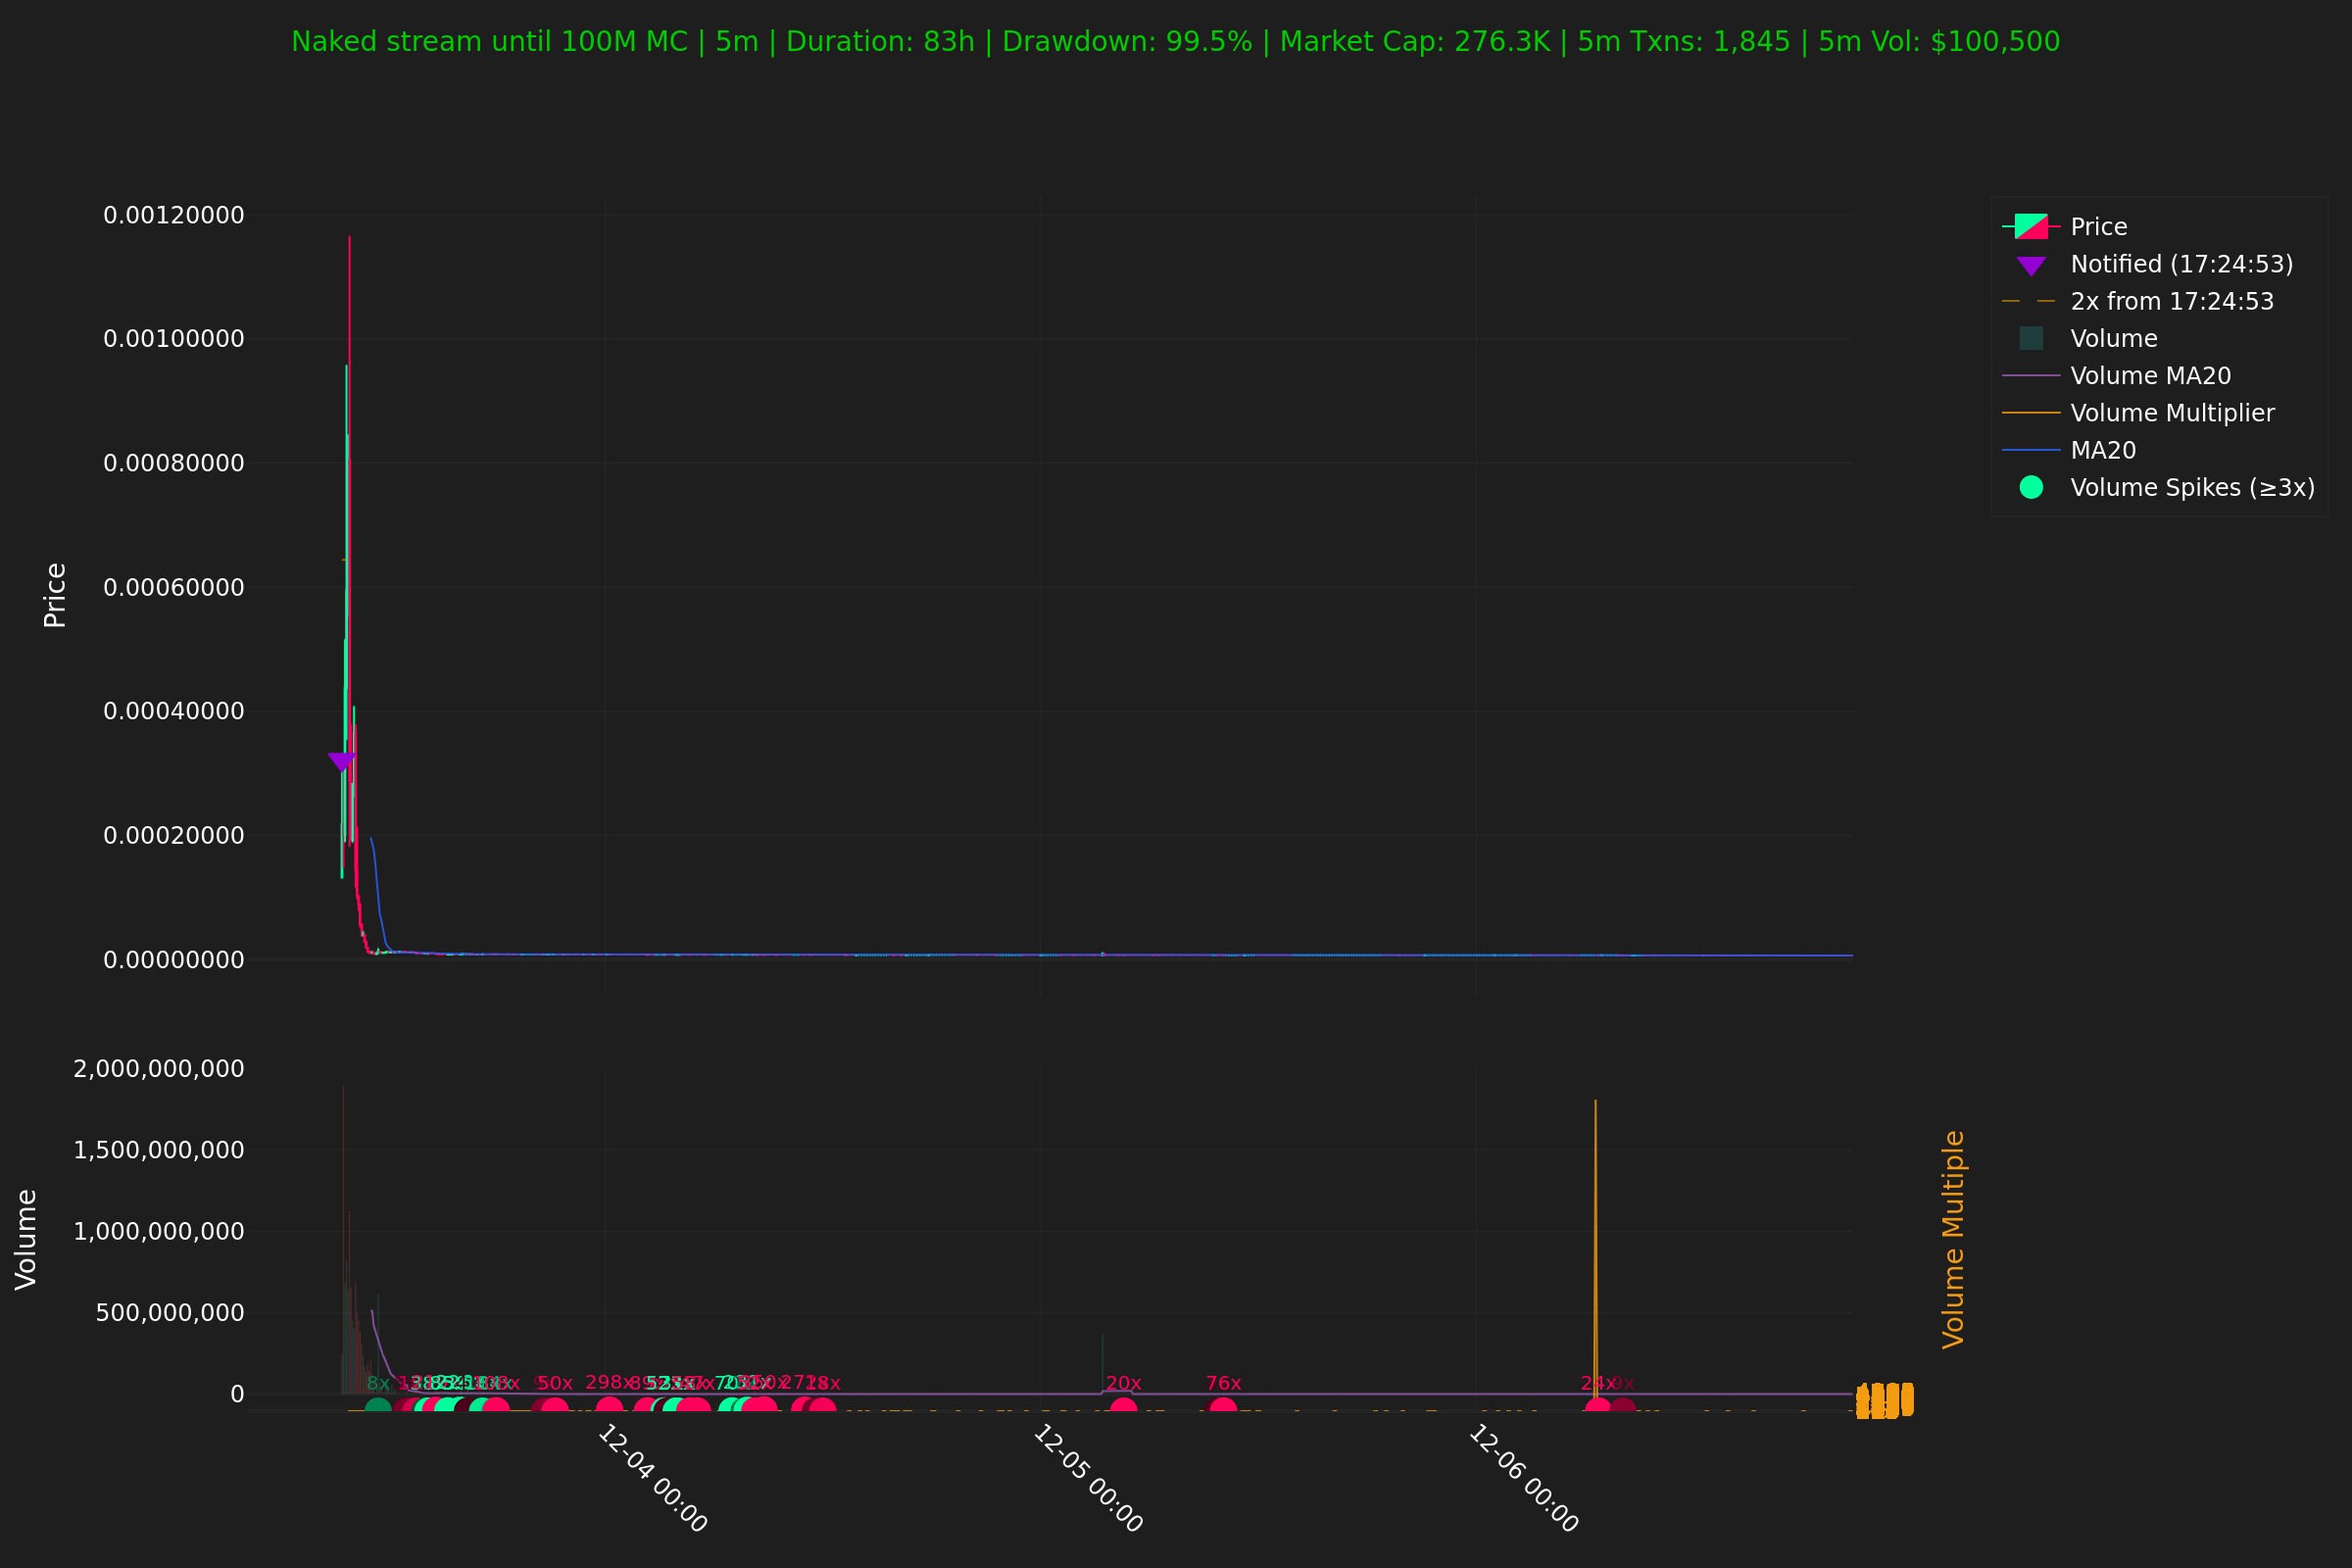 Naked stream until 100M MC | 5m | Duration: 83h | Drawdown: 99.5% | Market Cap: 276.3K | 5m Txns: 1,845 | 5m Vol: $100,500
Price
0.00120000
0.00100000
0.00080000
0.00060000
0.00040000
0.00020000
0.00000000
Price
Notified (17:24:53)
2x from 17:24:53
Volume
Volume MA20
Volume Multiplier
MA20
Volume Spikes (≥3x)
Volume
2,000,000,000
1,500,000,000
1,000,000,000
500,000,000
0
8x
50x
298x
20x
76x
24x
9x
Volume Multiple
12-04 00:00
12-05 00:00
12-06 00:00